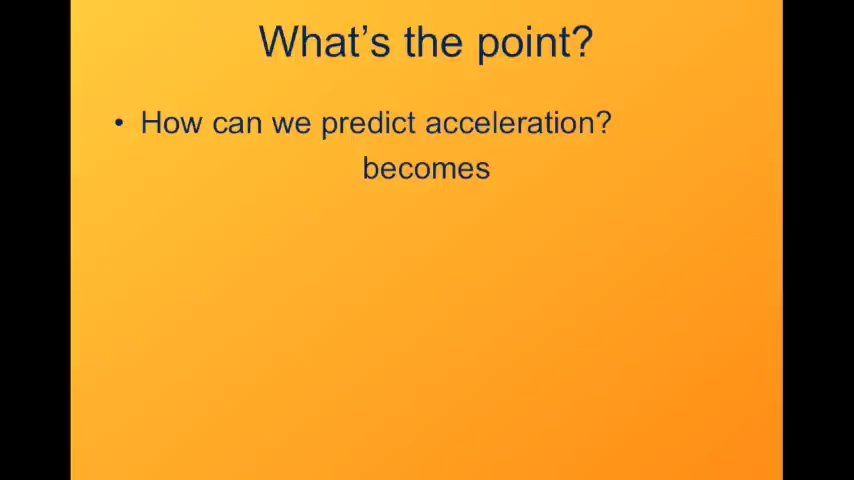 What's the point?
• How can we predict acceleration?
becomes